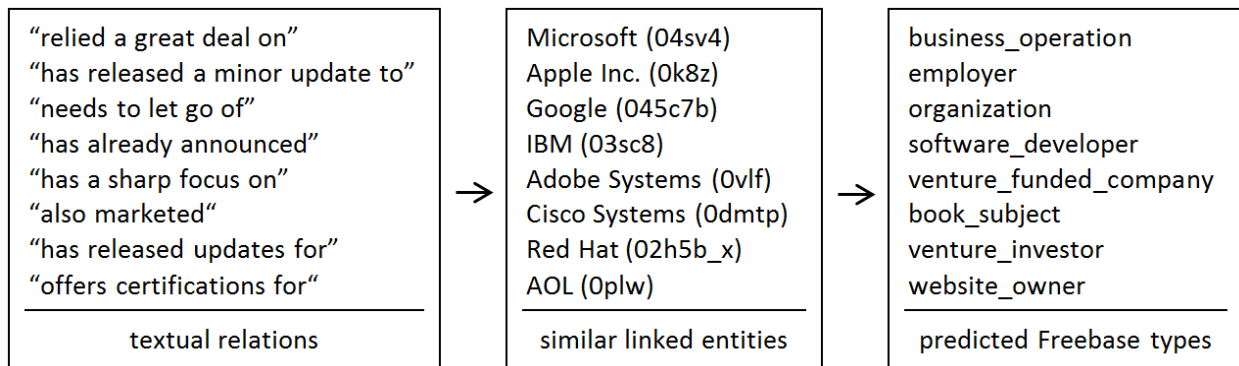 “relied a great deal on”
“has released a minor update to”
“needs to let go of”
“has already announced”
“has a sharp focus on”
“also marketed“
“has released updates for”
“offers certifications for“
textual relations
Microsoft (04sv4)
Apple Inc. (0k8z)
Google (045c7b)
IBM (03sc8)
Adobe Systems (0vlf)
Cisco Systems (0dmtp)
Red Hat (02h5b_x)
AOL (0plw)
similar linked entities
business_operation
employer
organization
software_developer
venture_funded_company
book_subject
venture_investor
website_owner
predicted Freebase types